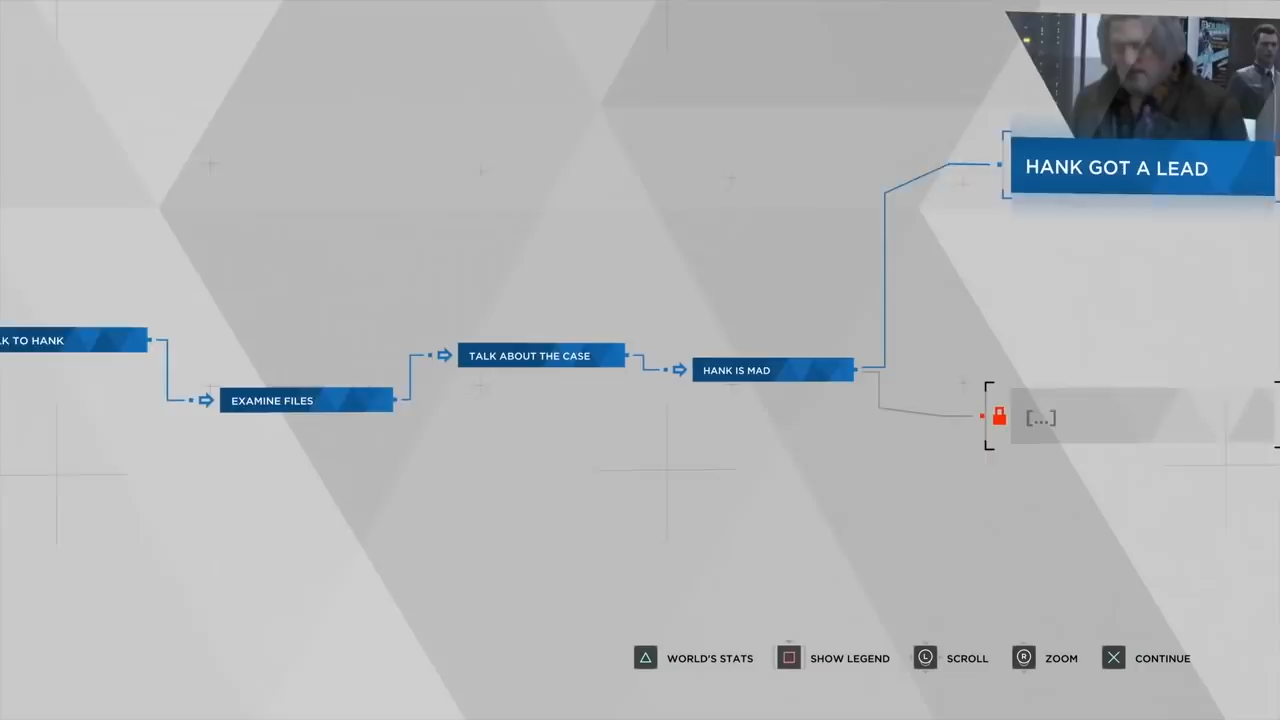 HANK GOT A LEAD
LK TO HANK
TALK ABOUT THE CASE
HANK IS MAD
EXAMINE FILES
[...]
WORLD'S STATS
SHOW LEGEND
L
SCROLL
R
ZOOM
CONTINUE